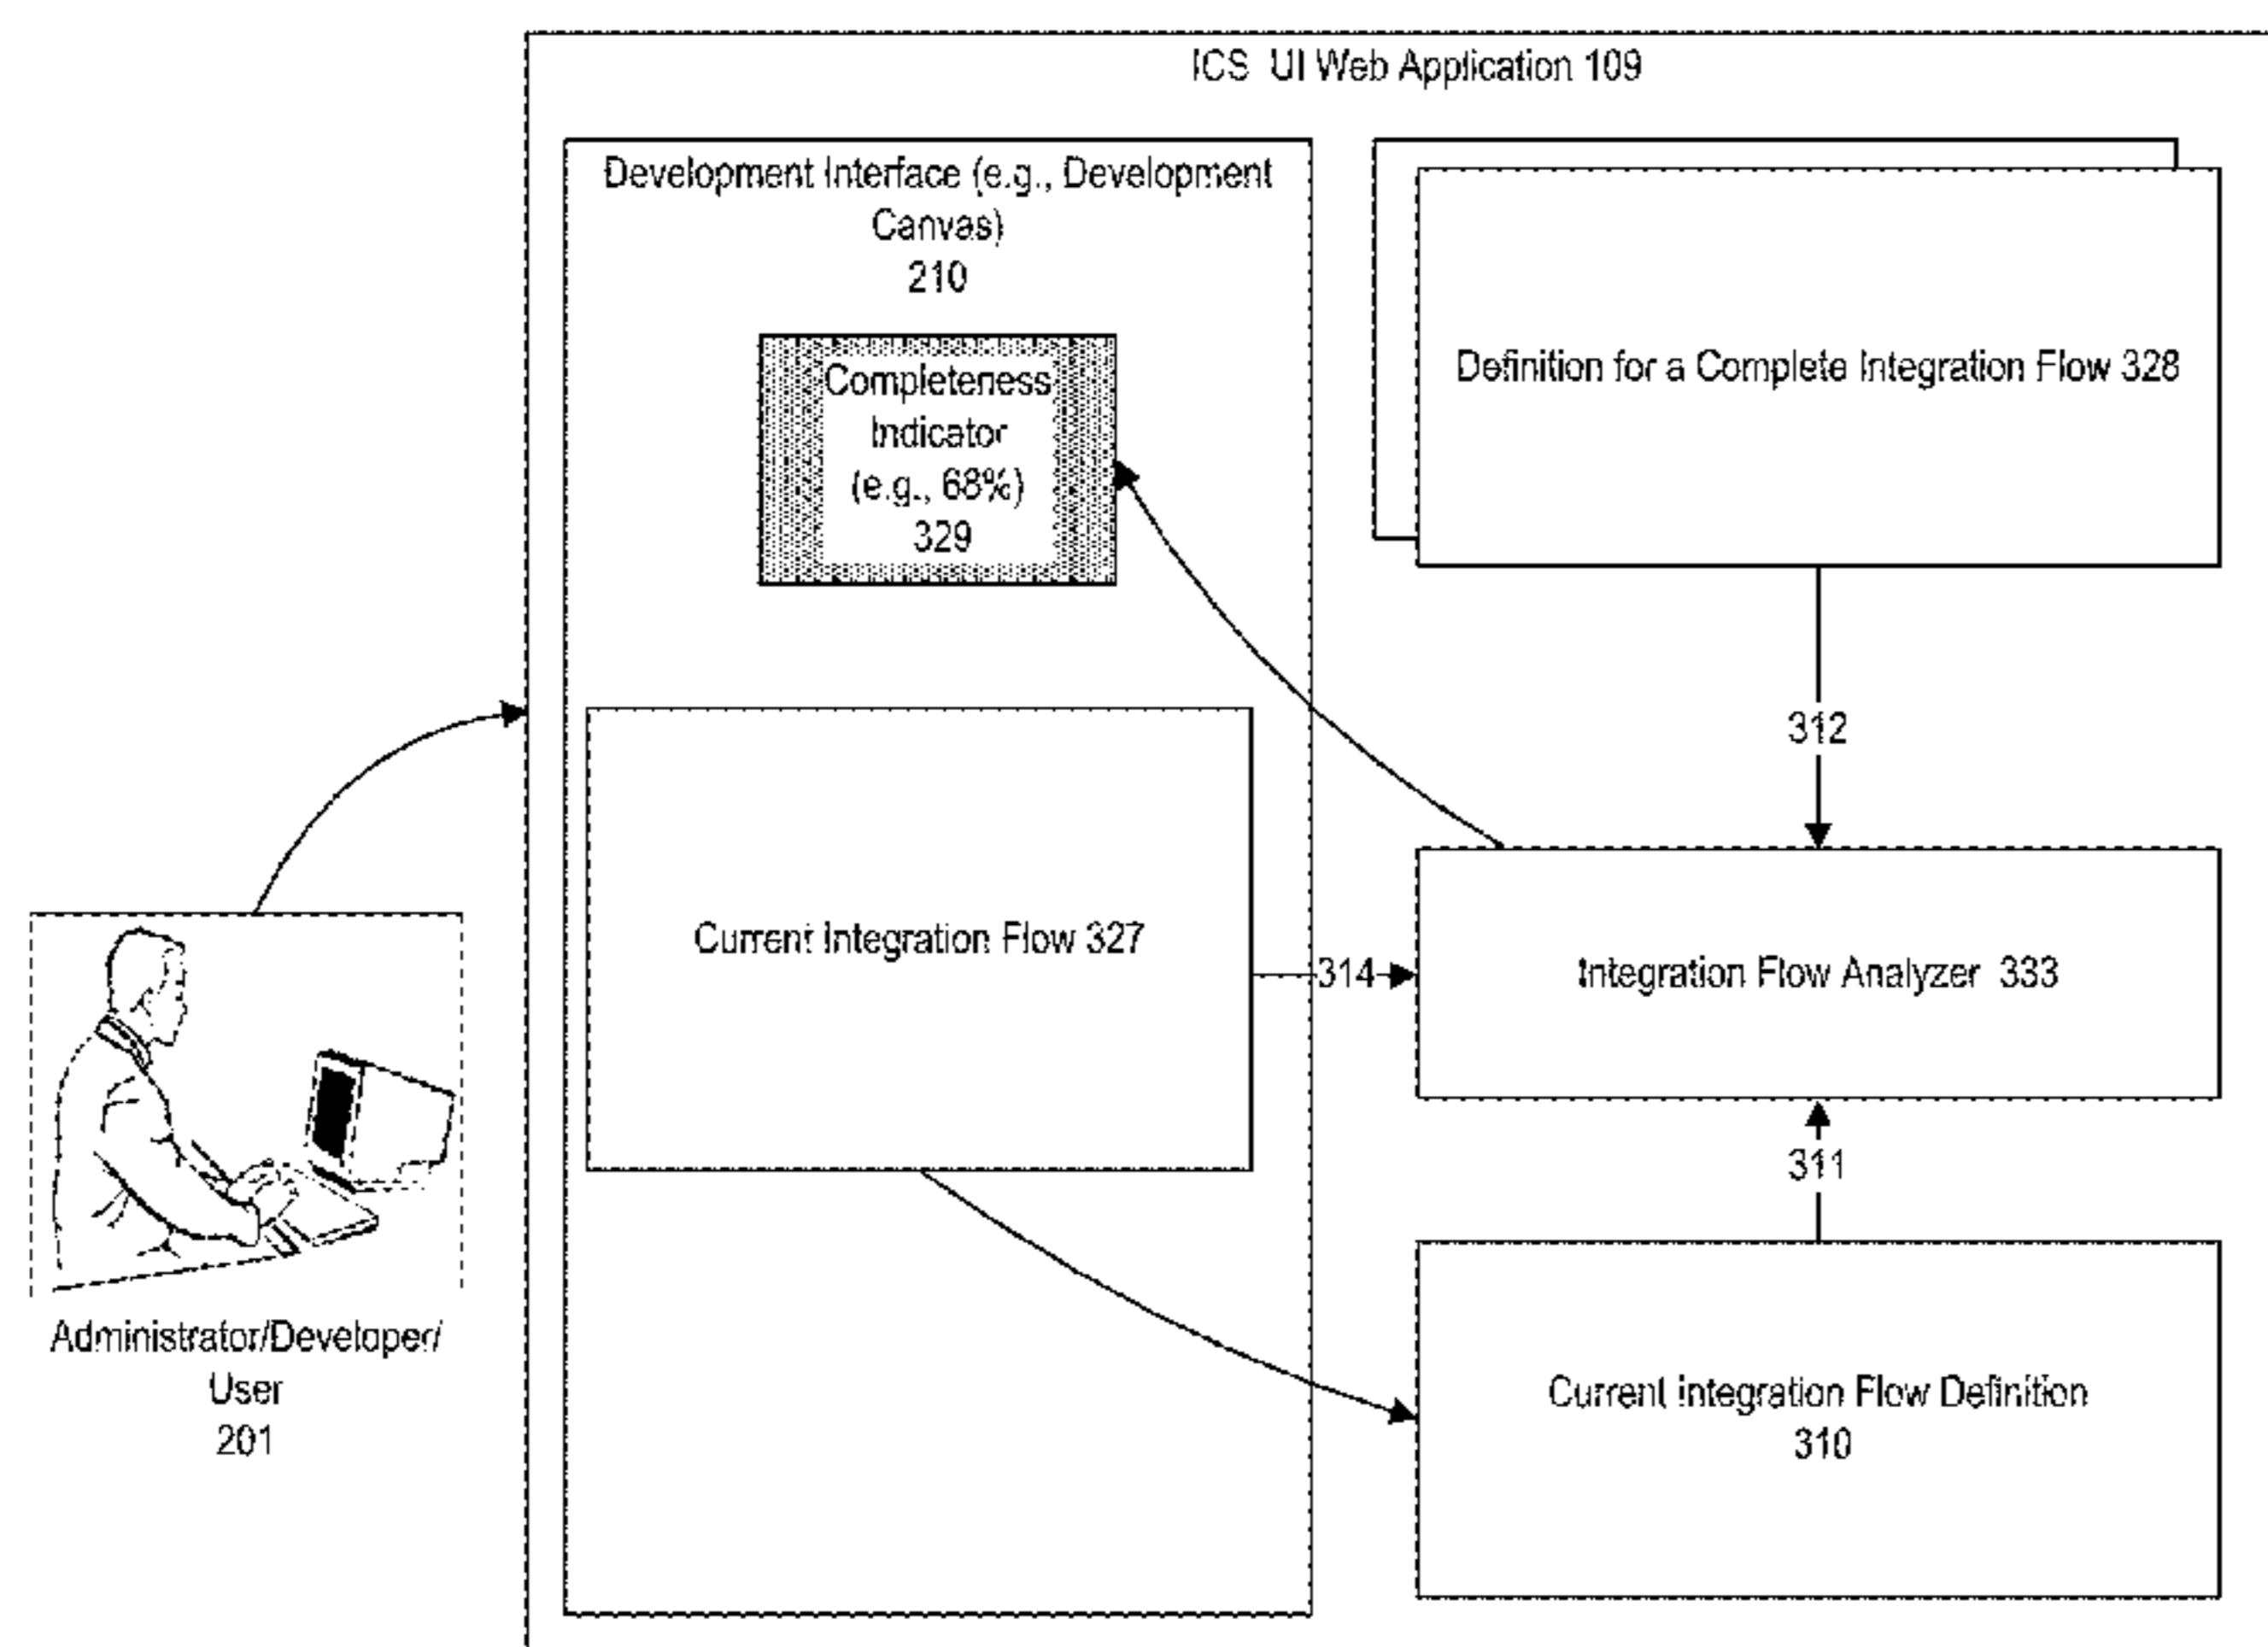 ICS UI Web Application 109
Development Interface (e.g., Development
Canvas)
210
Completeness
Indicator
(e.g., 68%)
329
Definition for a Complete Integration Flow 328
312
Current Integration Flow 327
314
Integration Flow Analyzer 333
311
Current integration Flow Definition
310
Administrator/Developer/
User
201